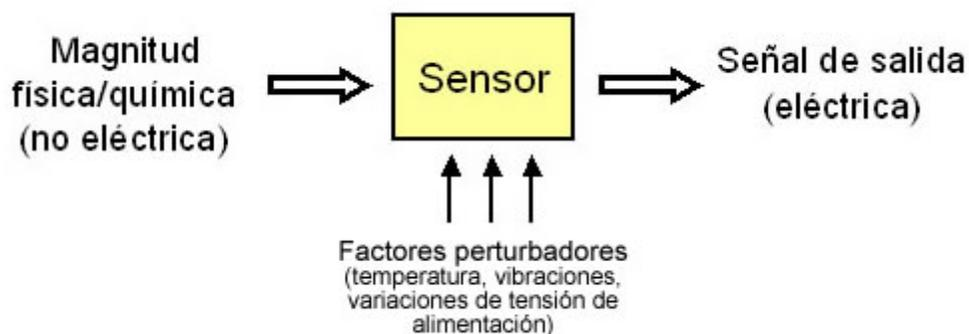 Magnitud
física/química
(no eléctrica)
Sensor
Señal de salida
(eléctrica)
Factores perturbadores
(temperatura, vibraciones,
variaciones de tensión de
alimentación)